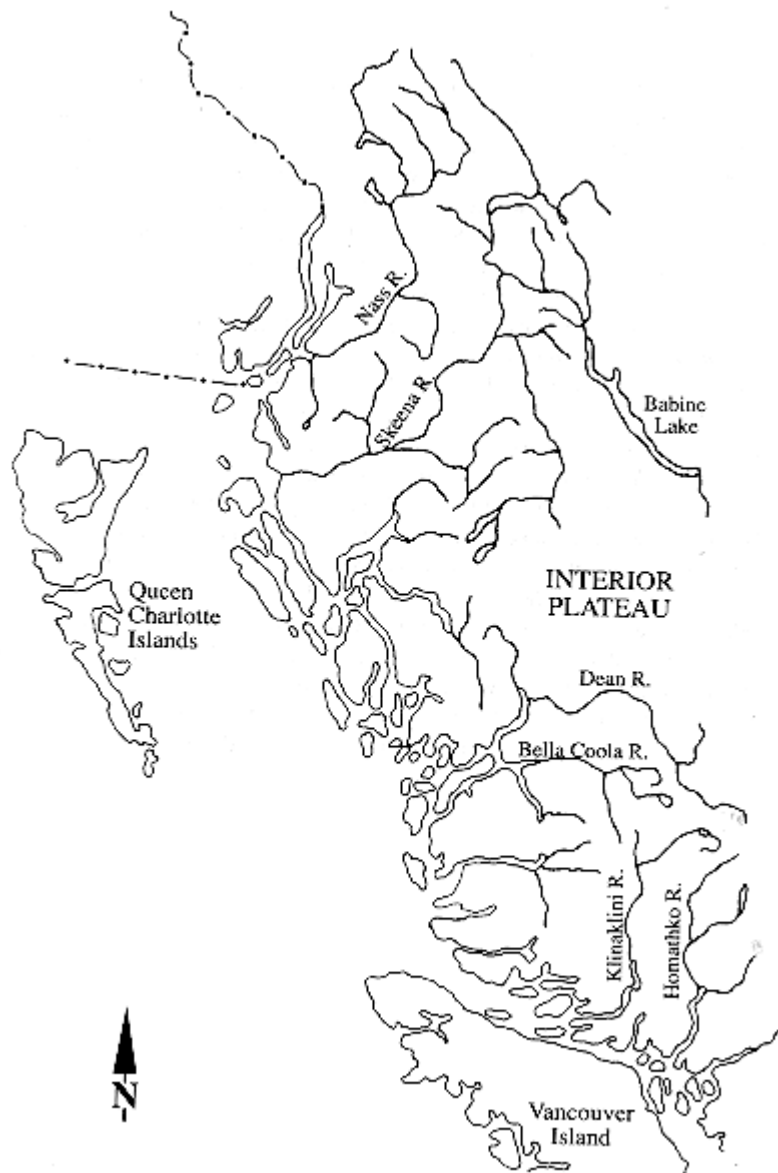 Nass R.
Skeena R
Babine
Lake
Queen
Charlotte
Islands
INTERIOR
PLATEAU
Dean R.
Bella Coola R.
Klinaklini R.
Homathko R.
N
Vancouver
Island